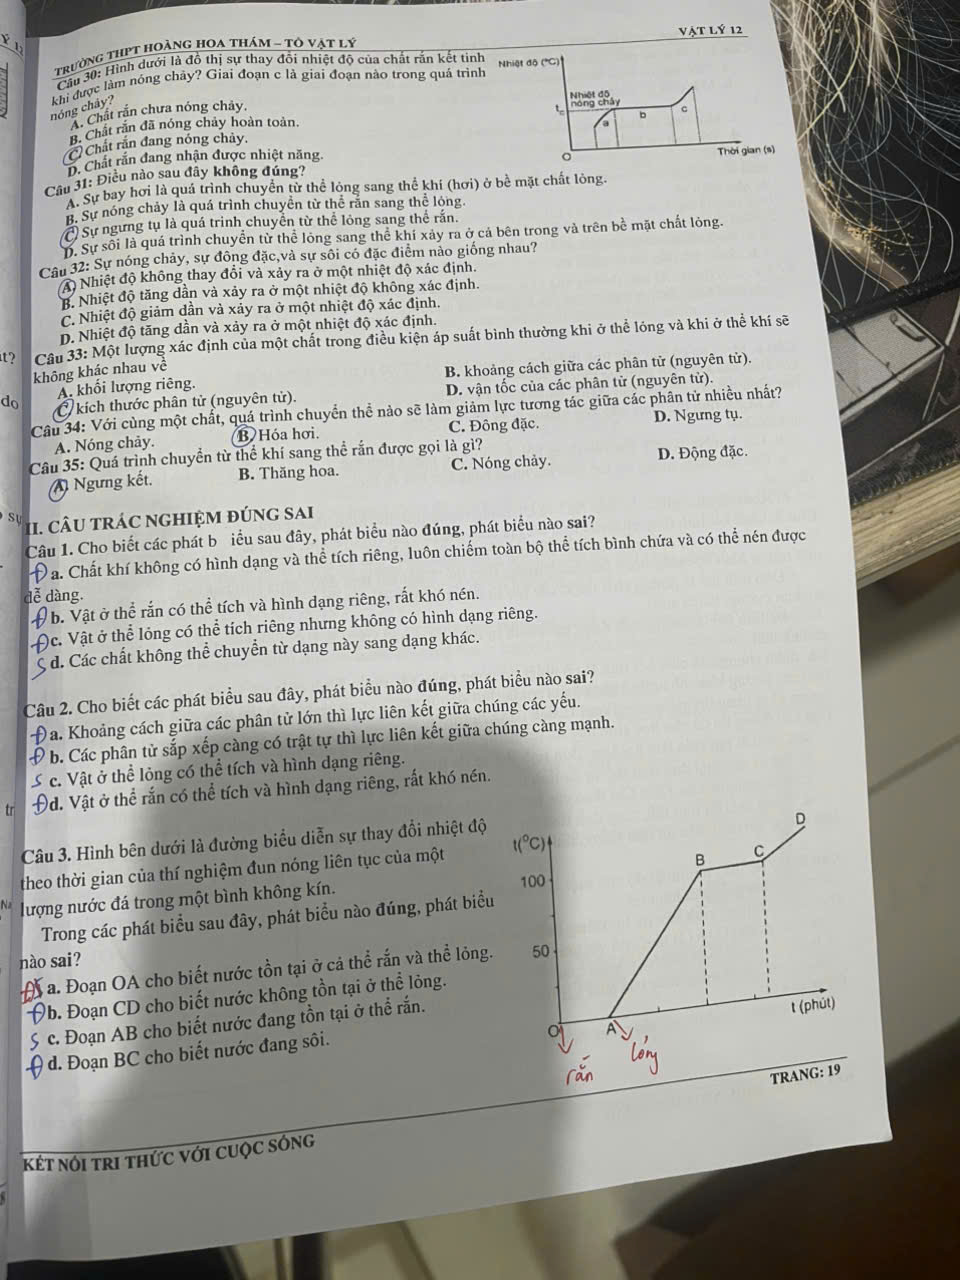 TRƯỜNG THPT HOÀNG HOA THÁM – TỔ VẬT LÝ
VẬT LÝ 12
Câu 30: Hình dưới là đồ thị sự thay đổi nhiệt độ của chất rắn kết tinh
khi được làm nóng chảy? Giai đoạn c là giai đoạn nào trong quá trình
nóng chảy?
A. Chất rắn chưa nóng chảy.
B. Chất rắn đã nóng chảy hoàn toàn.
C. Chất rắn đang nóng chảy.
D. Chất rắn đang nhận được nhiệt năng.
Nhiệt độ (°C)
Nhiệt độ
nóng chảy
a
b
c
O
Thời gian (s)
Câu 31: Điều nào sau đây không đúng?
A. Sự bay hơi là quá trình chuyển từ thể lỏng sang thể khí (hơi) ở bề mặt chất lỏng.
B. Sự nóng chảy là quá trình chuyển từ thể rắn sang thể lỏng.
C. Sự ngưng tụ là quá trình chuyển từ thể lỏng sang thể rắn.
D. Sự sôi là quá trình chuyển từ thể lỏng sang thể khí xảy ra ở cả bên trong và trên bề mặt chất lỏng.
Câu 32: Sự nóng chảy, sự đông đặc,và sự sôi có đặc điểm nào giống nhau?
A. Nhiệt độ không thay đổi và xảy ra ở một nhiệt độ xác định.
B. Nhiệt độ tăng dần và xảy ra ở một nhiệt độ không xác định.
C. Nhiệt độ giảm dần và xảy ra ở một nhiệt độ xác định.
D. Nhiệt độ tăng dần và xảy ra ở một nhiệt độ xác định.
Câu 33: Một lượng xác định của một chất trong điều kiện áp suất bình thường khi ở thể lỏng và khi ở thể khí sẽ
không khác nhau về
A. khối lượng riêng.
B. khoảng cách giữa các phân tử (nguyên tử).
C. kích thước phân tử (nguyên tử).
D. vận tốc của các phân tử (nguyên tử).
Câu 34: Với cùng một chất, quá trình chuyển thể nào sẽ làm giảm lực tương tác giữa các phân tử nhiều nhất?
A. Nóng chảy.
B. Hóa hơi.
C. Đông đặc.
D. Ngưng tụ.
Câu 35: Quá trình chuyển từ thể khí sang thể rắn được gọi là gì?
A. Ngưng kết.
B. Thăng hoa.
C. Nóng chảy.
D. Động đặc.
II. CÂU TRẮC NGHIỆM ĐÚNG SAI
Câu 1. Cho biết các phát b iểu sau đây, phát biểu nào đúng, phát biểu nào sai?
Đ a. Chất khí không có hình dạng và thể tích riêng, luôn chiếm toàn bộ thể tích bình chứa và có thể nén được
dễ dàng.
Đ b. Vật ở thể rắn có thể tích và hình dạng riêng, rất khó nén.
Đ c. Vật ở thể lỏng có thể tích riêng nhưng không có hình dạng riêng.
S d. Các chất không thể chuyển từ dạng này sang dạng khác.
Câu 2. Cho biết các phát biểu sau đây, phát biểu nào đúng, phát biểu nào sai?
Đ a. Khoảng cách giữa các phân tử lớn thì lực liên kết giữa chúng các yếu.
Đ b. Các phân tử sắp xếp càng có trật tự thì lực liên kết giữa chúng càng mạnh.
S c. Vật ở thể lỏng có thể tích và hình dạng riêng.
Đ d. Vật ở thể rắn có thể tích và hình dạng riêng, rất khó nén.
Câu 3. Hình bên dưới là đường biểu diễn sự thay đổi nhiệt độ
theo thời gian của thí nghiệm đun nóng liên tục của một
lượng nước đá trong một bình không kín.
Trong các phát biểu sau đây, phát biểu nào đúng, phát biểu
nào sai?
S a. Đoạn OA cho biết nước tồn tại ở cả thể rắn và thể lỏng.
Đ b. Đoạn CD cho biết nước không tồn tại ở thể lỏng.
S c. Đoạn AB cho biết nước đang tồn tại ở thể rắn.
Đ d. Đoạn BC cho biết nước đang sôi.
t(°C)
100
50
O
A
B
C
D
t (phút)
rắn
lỏng
TRANG: 19
KẾT NỐI TRI THỨC VỚI CUỘC SỐNG